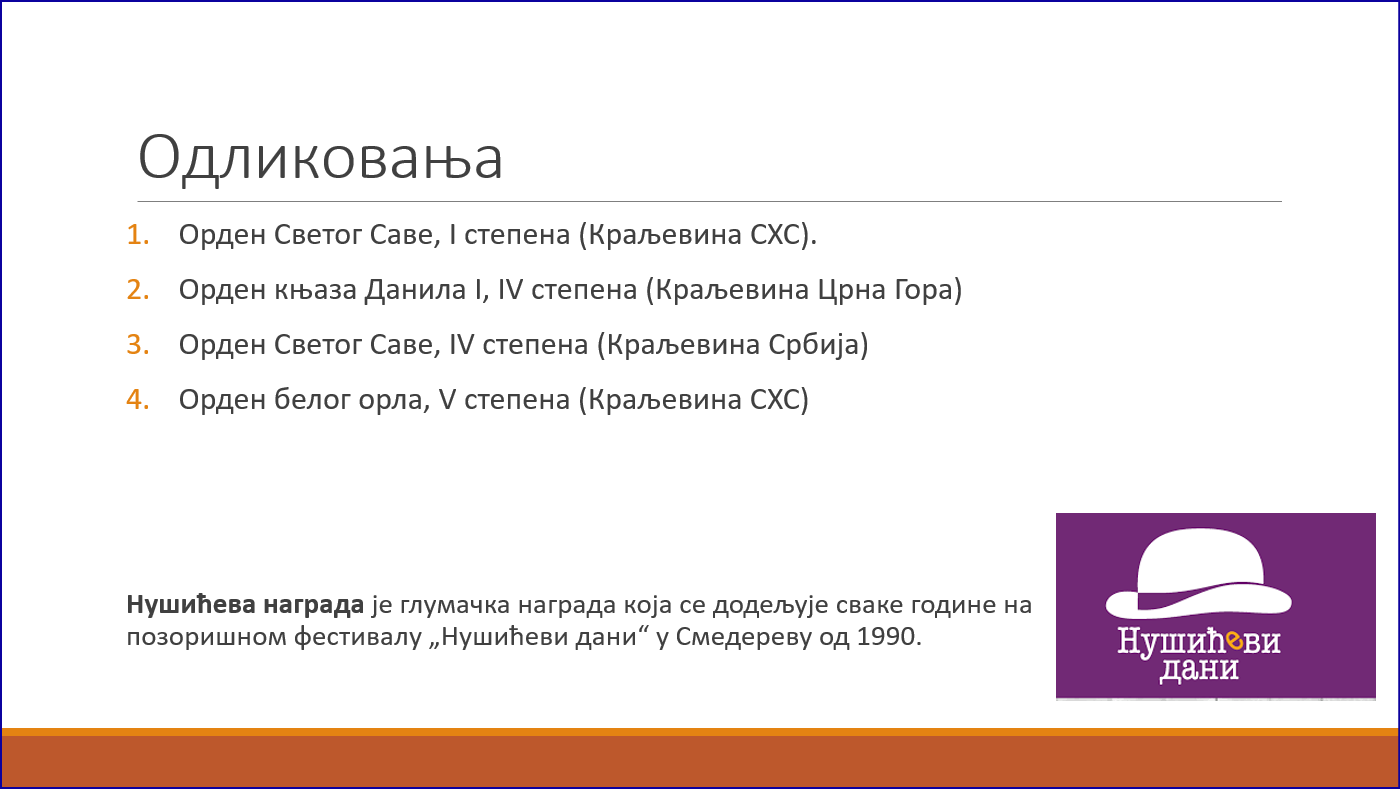 Одликовања
1. Орден Светог Саве, I степена (Краљевина СХС).
2. Орден књаза Данила I, IV степена (Краљевина Црна Гора)
3. Орден Светог Саве, IV степена (Краљевина Србија)
4. Орден белог орла, V степена (Краљевина СХС)
Нушићева награда је глумачка награда која се додељује сваке године на
позоришном фестивалу „Нушићеви дани“ у Смедереву од 1990.
Нушићеви
дани